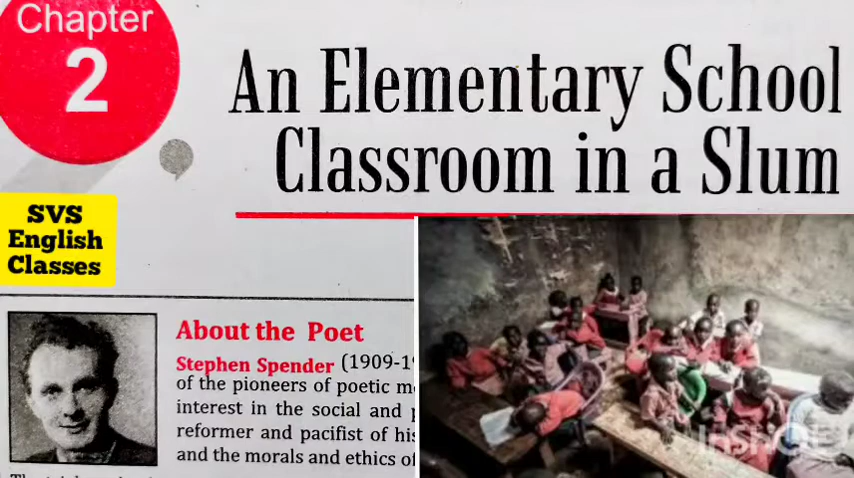 Chapter
2
An Elementary School
Classroom in a Slum
SVS
English
Classes
About the Poet
Stephen Spender (1909-19
of the pioneers of poetic m
interest in the social and p
reformer and pacifist of his
and the morals and ethics of
InSh